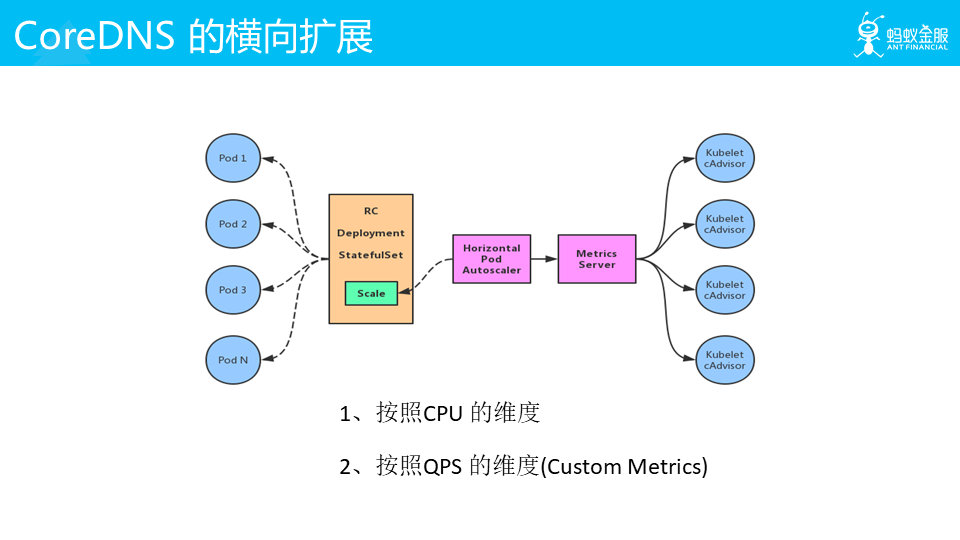 CoreDNS 的横向扩展
蚂蚁金服
ANT FINANCIAL
Pod 1
Pod 2
Pod 3
Pod N
RC
Deployment
StatefulSet
Scale
Horizontal
Pod
Autoscaler
Metrics
Server
Kubelet
cAdvisor
Kubelet
cAdvisor
Kubelet
cAdvisor
Kubelet
cAdvisor
1、按照CPU 的维度
2、按照QPS 的维度(Custom Metrics)